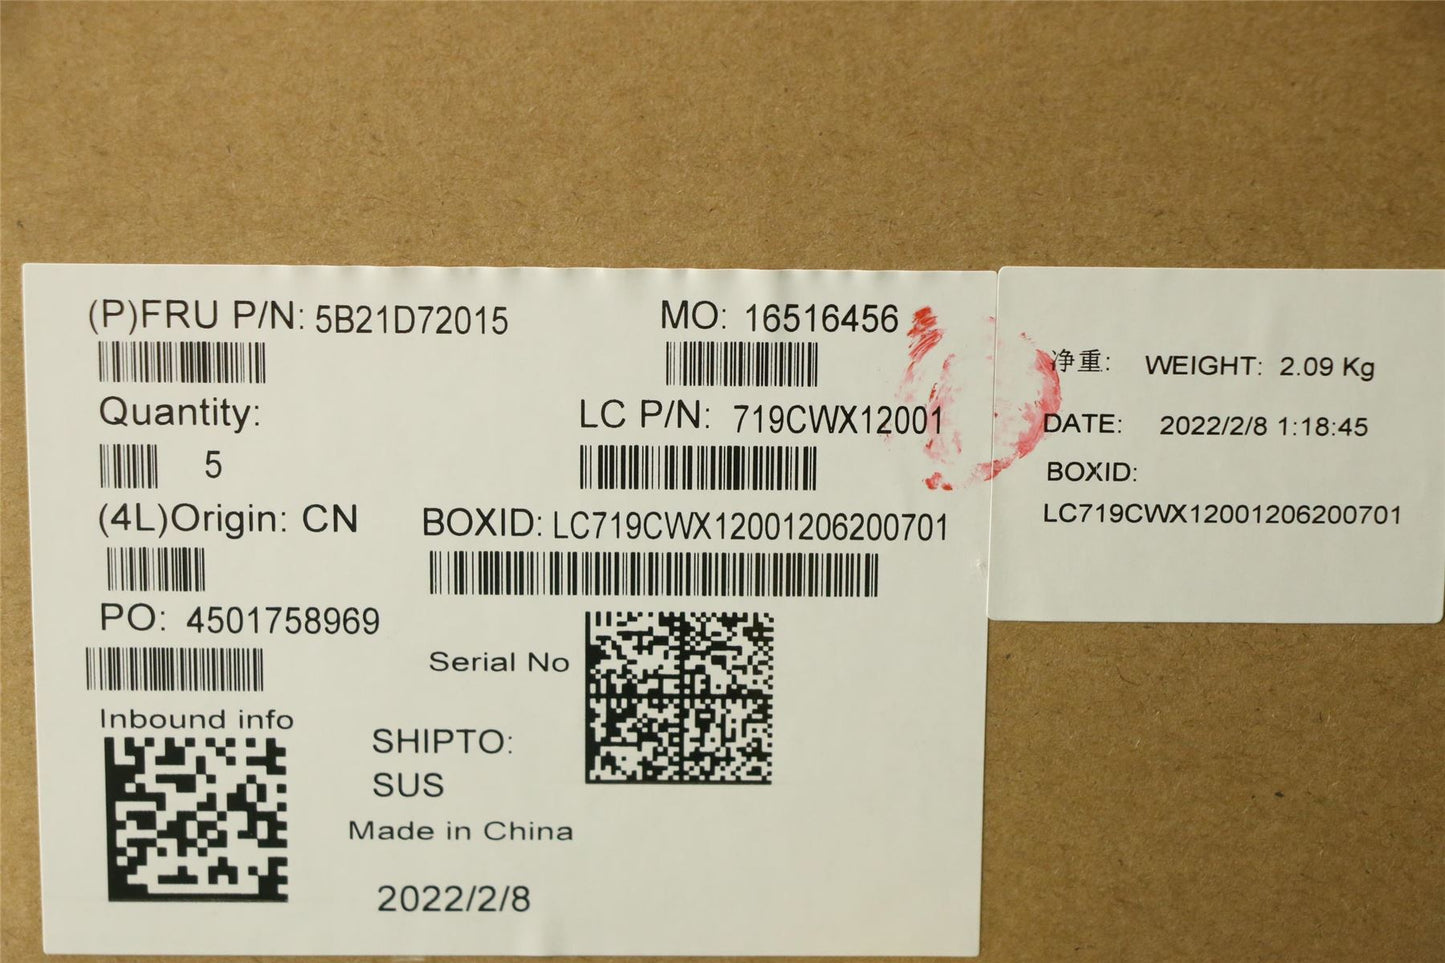 (P)FRU P/N: 5B21D72015
MO: 16516456
Quantity:
5
LC P/N: 719CWX12001
(4L)Origin: CN
BOXID: LC719CWX12001206200701
PO: 4501758969
Serial No
Inbound info
SHIPTO:
SUS
Made in China
2022/2/8
净重: WEIGHT: 2.09 Kg
DATE: 2022/2/8 1:18:45
BOXID:
LC719CWX12001206200701